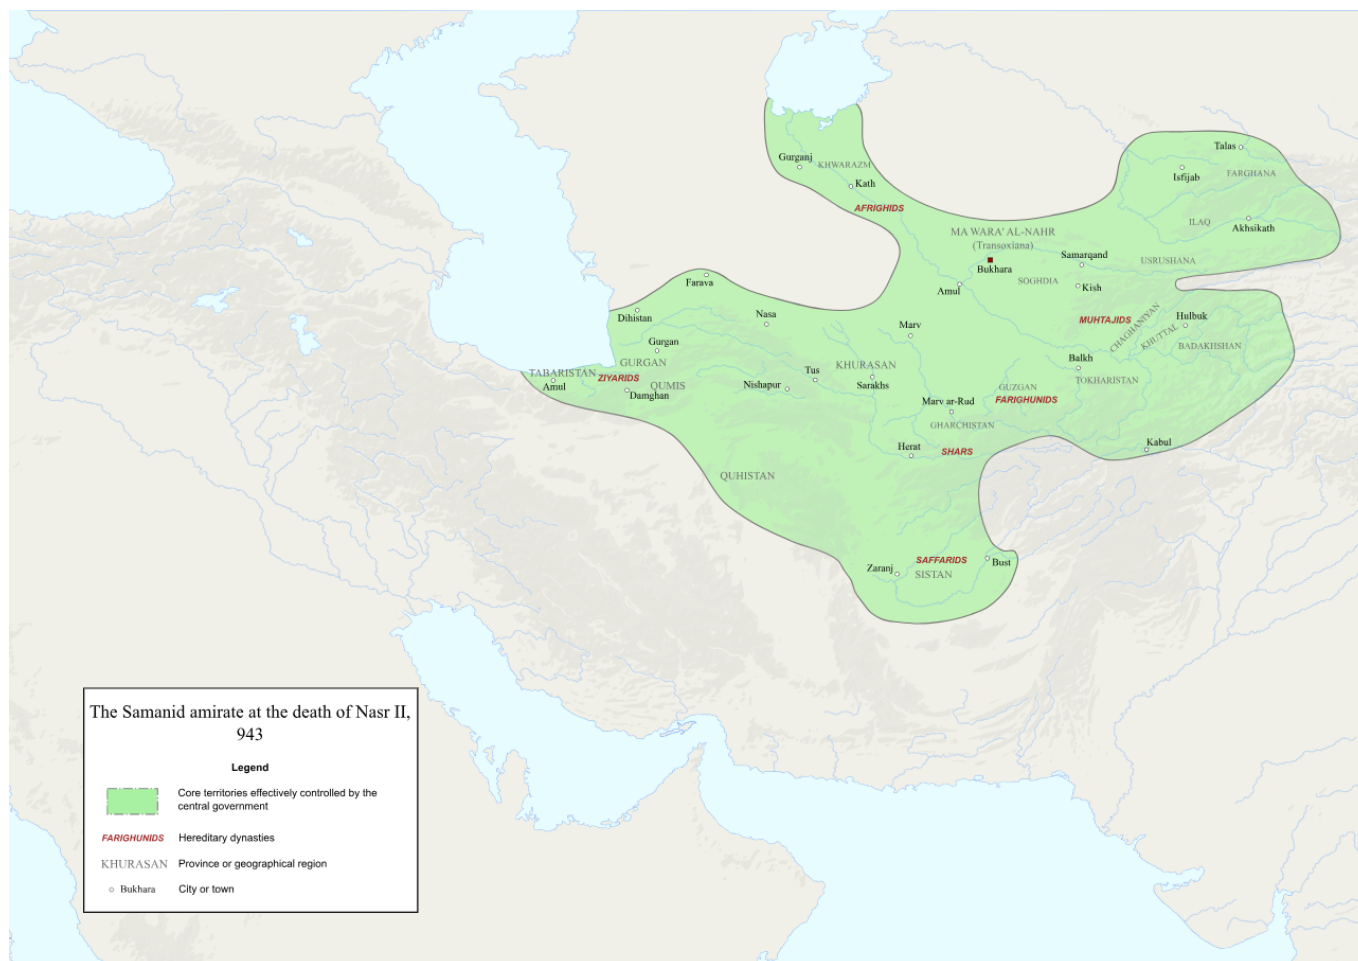 Talas
Gurganj
KHWARAZM
Isfijab
FARGHANA
Kath
AFRIGHIDS
ILAQ
Akhsikath
MA WARA' AL-NAHR
(Transoxiana)
Samarqand
USRUSHANA
Bukhara
Farava
SOGHDIA
Kish
Amul
Dihistan
Nasa
MUHTAJIDS
Hulbuk
CHAGHANIYAN
KHUTTAL
Marv
Gurgan
BADAKHSHAN
GURGAN
Balkh
TABARISTAN
ZIYARIDS
Tus
KHURASAN
TOKHARISTAN
Amul
QUMIS
Nishapur
Sarakhs
GUZGAN
Damghan
FARIGHUNIDS
Marv ar-Rud
GHARCHISTAN
Herat
SHARS
Kabul
QUHISTAN
SAFFARIDS
Bust
Zaranj
SISTAN
The Samanid amirate at the death of Nasr II,
943
Legend
Core territories effectively controlled by the
central government
FARIGHUNIDS Hereditary dynasties
KHURASAN Province or geographical region
Bukhara City or town